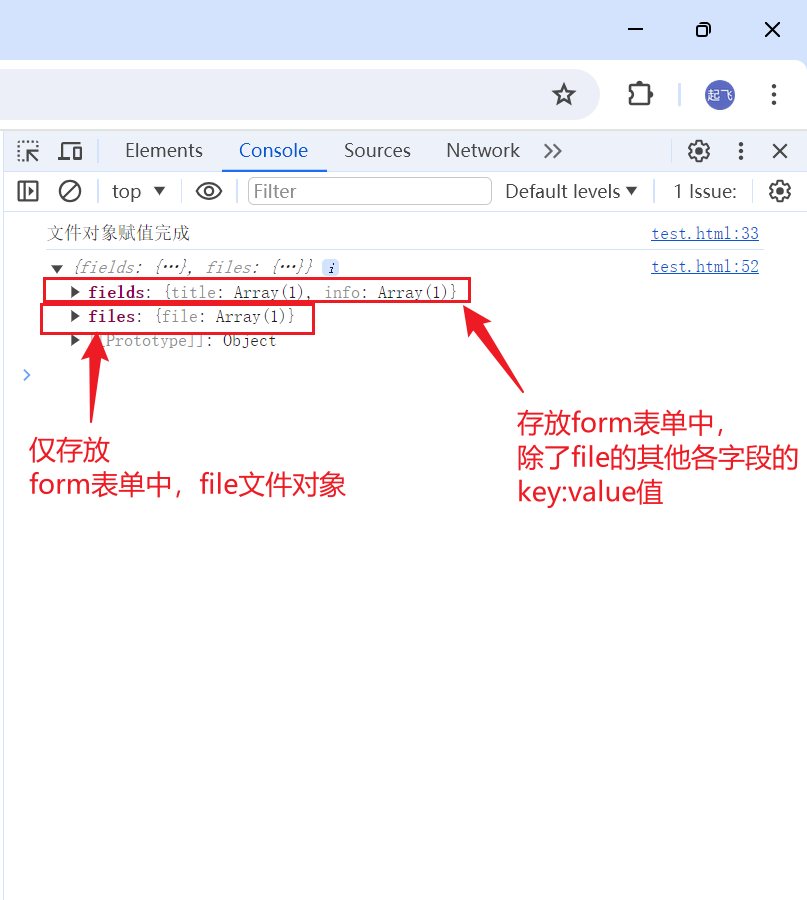 起飞
Elements Console Sources Network
top Filter Default levels 1 Issue:
文件对象赋值完成 test.html:33
{fields: {…}, files: {…}} i test.html:52
fields: {title: Array(1), info: Array(1)}
files: {file: Array(1)}
[[Prototype]]: Object
存放form表单中，
除了file的其他各字段的
key:value值
仅存放
form表单中，file文件对象